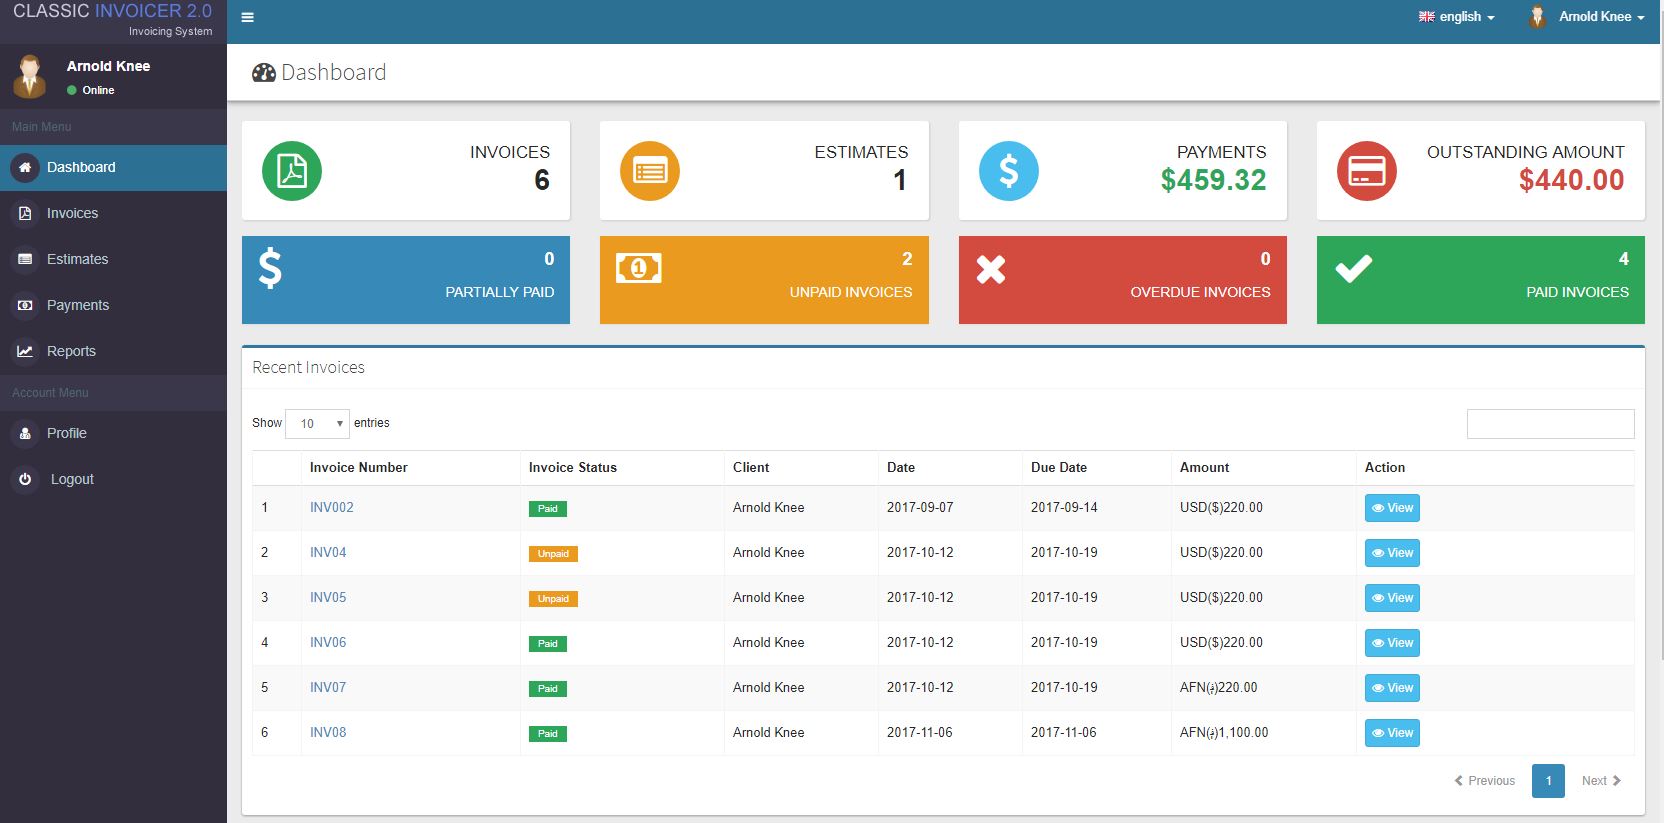 CLASSIC INVOICER 2.0
Invoicing System
english
Arnold Knee
Arnold Knee
Online
Main Menu
Dashboard
Invoices
Estimates
Payments
Reports
Account Menu
Profile
Logout
Dashboard
INVOICES
6
ESTIMATES
1
PAYMENTS
$459.32
OUTSTANDING AMOUNT
$440.00
0
PARTIALLY PAID
2
UNPAID INVOICES
0
OVERDUE INVOICES
4
PAID INVOICES
Recent Invoices
Show 10 entries
Invoice Number Invoice Status Client Date Due Date Amount Action
1 INV002 Paid Arnold Knee 2017-09-07 2017-09-14 USD($)220.00 View
2 INV04 Unpaid Arnold Knee 2017-10-12 2017-10-19 USD($)220.00 View
3 INV05 Unpaid Arnold Knee 2017-10-12 2017-10-19 USD($)220.00 View
4 INV06 Paid Arnold Knee 2017-10-12 2017-10-19 USD($)220.00 View
5 INV07 Paid Arnold Knee 2017-10-12 2017-10-19 AFN(؋)220.00 View
6 INV08 Paid Arnold Knee 2017-11-06 2017-11-06 AFN(؋)1,100.00 View
Previous 1 Next